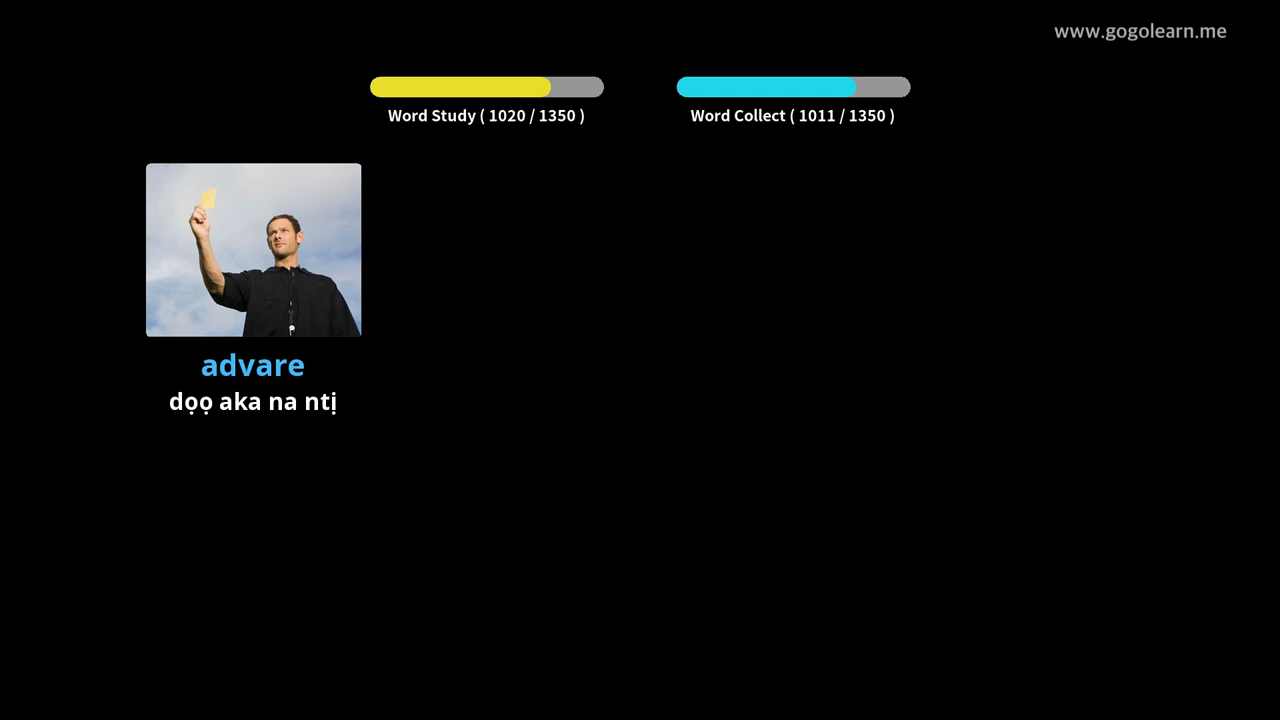 www.gogolearn.me
Word Study ( 1020 / 1350 )
Word Collect ( 1011 / 1350 )
advare
dọọ aka na ntị